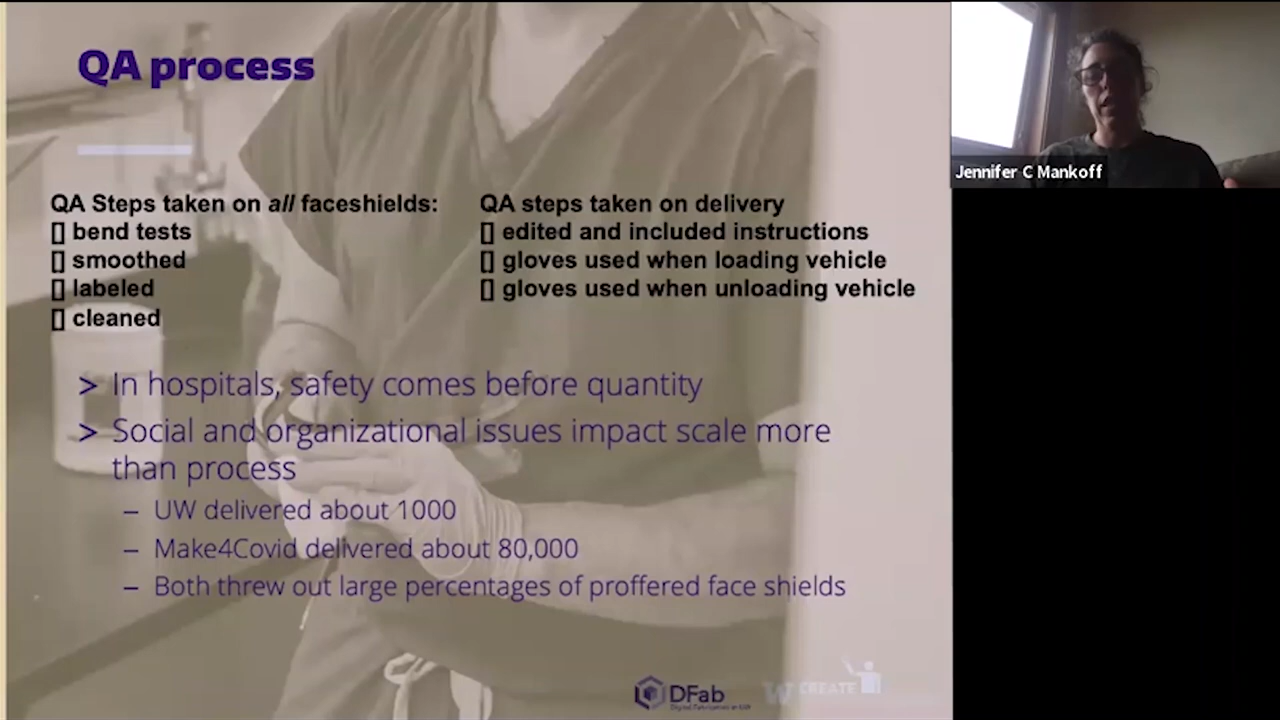 QA process
Jennifer C Mankoff
QA Steps taken on all faceshields:
[] bend tests
[] smoothed
[] labeled
[] cleaned
QA steps taken on delivery
[] edited and included instructions
[] gloves used when loading vehicle
[] gloves used when unloading vehicle
> In hospitals, safety comes before quantity
> Social and organizational issues impact scale more
than process
– UW delivered about 1000
– Make4Covid delivered about 80,000
– Both threw out large percentages of proffered face shields
DFab
W CREATE